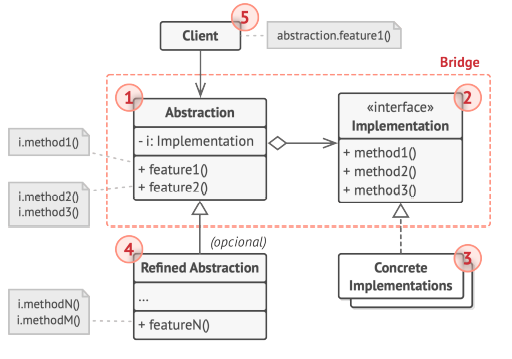 5
Client
abstraction.feature1()
Bridge
1
Abstraction
- i: Implementation
+ feature1()
+ feature2()
2
«interface»
Implementation
+ method1()
+ method2()
+ method3()
i.method1()
i.method2()
i.method3()
(opcional)
4
Refined Abstraction
...
+ featureN()
3
Concrete
Implementations
i.methodN()
i.methodM()